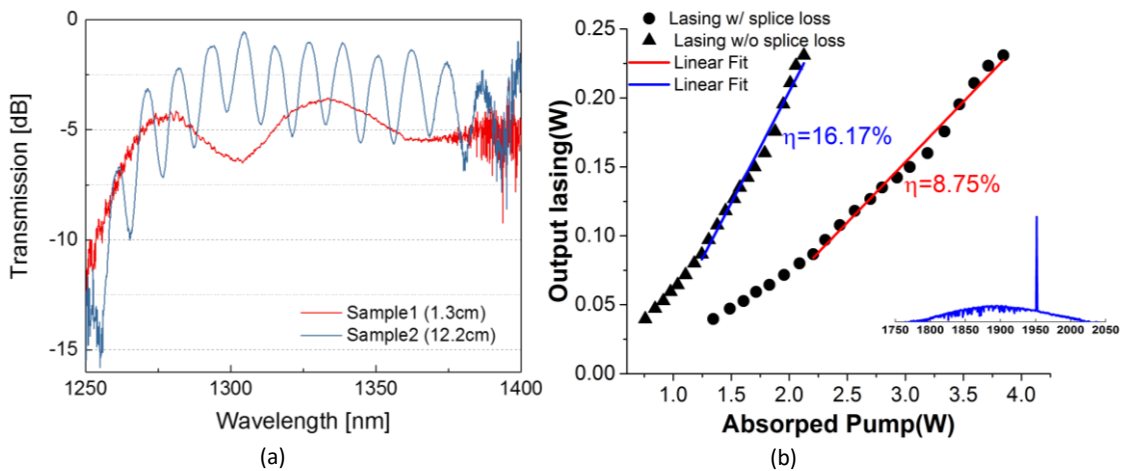 (a)
Transmission [dB]
0
-5
-10
-15
1250
1300
1350
1400
Wavelength [nm]
Sample1 (1.3cm)
Sample2 (12.2cm)
(b)
Output lasing(W)
0.25
0.20
0.15
0.10
0.05
0.00
1.0
1.5
2.0
2.5
3.0
3.5
4.0
Absorped Pump(W)
Lasing w/ splice loss
Lasing w/o splice loss
Linear Fit
Linear Fit
η=16.17%
η=8.75%
1750 1800 1850 1900 1950 2000 2050